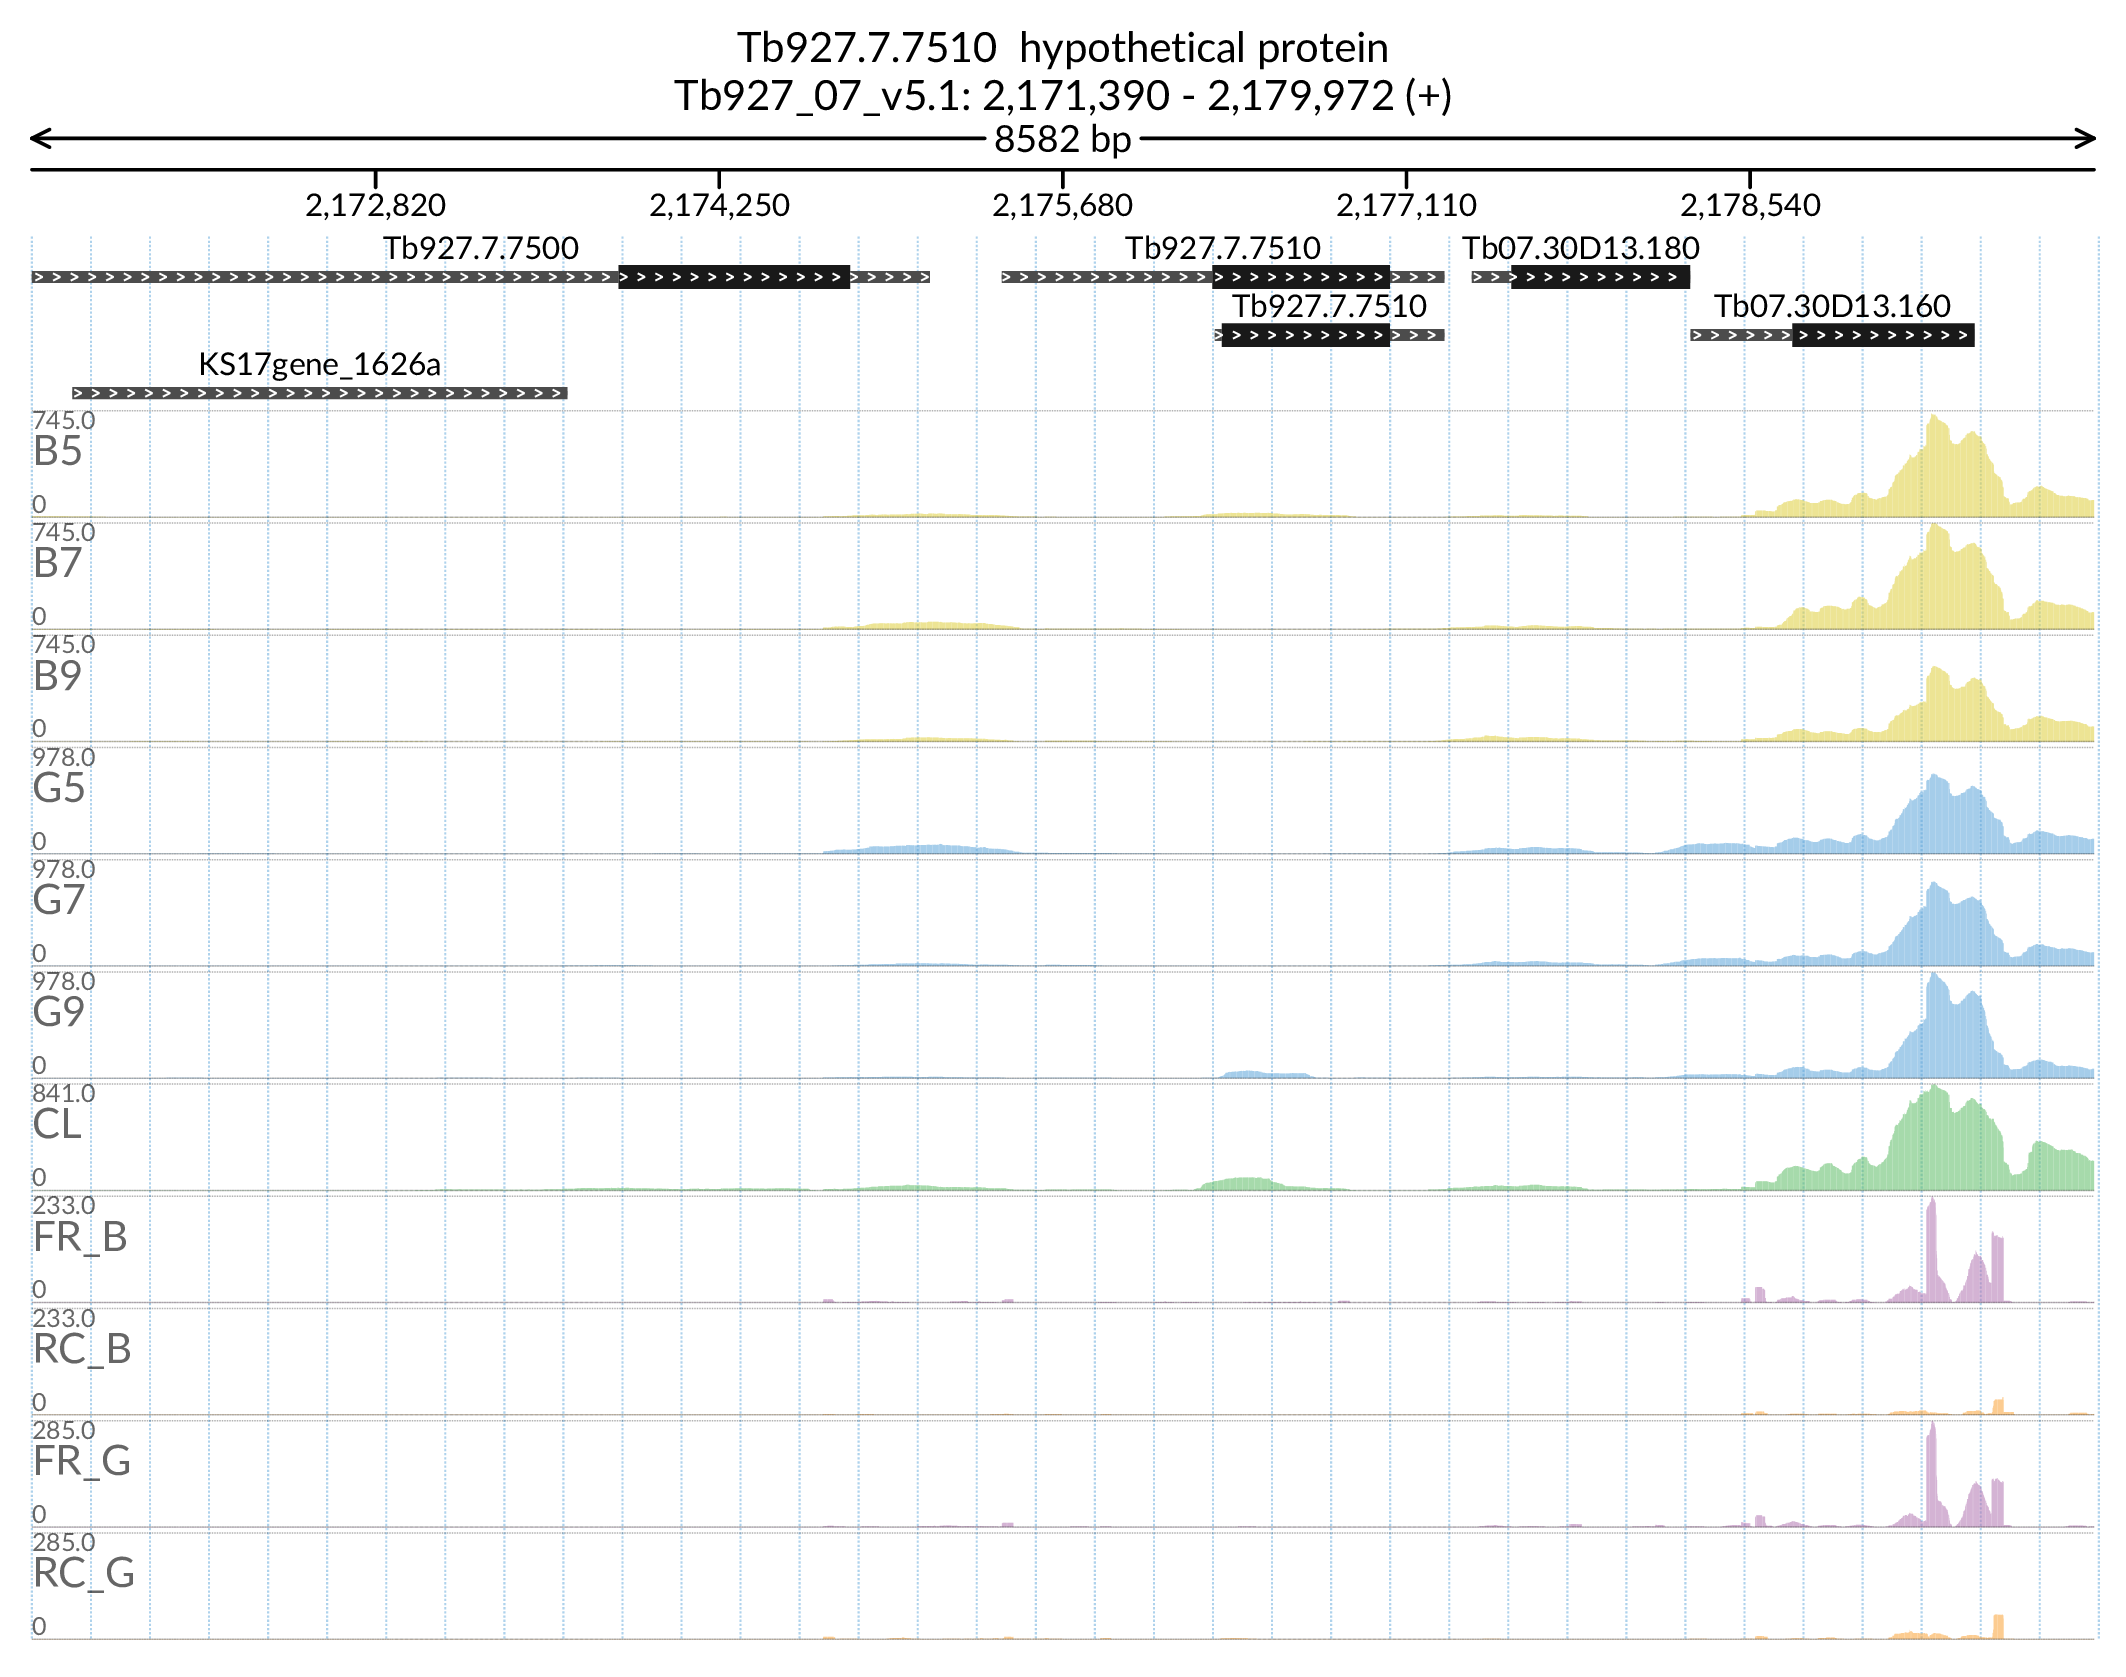 Tb927.7.7510  hypothetical protein
Tb927_07_v5.1: 2,171,390 - 2,179,972 (+)
8582 bp
2,172,820 2,174,250 2,175,680 2,177,110 2,178,540
Tb927.7.7500 Tb927.7.7510 Tb07.30D13.180
Tb927.7.7510 Tb07.30D13.160
KS17gene_1626a
745.0
B5
0
745.0
B7
0
745.0
B9
0
978.0
G5
0
978.0
G7
0
978.0
G9
0
841.0
CL
0
233.0
FR_B
0
233.0
RC_B
0
285.0
FR_G
0
285.0
RC_G
0